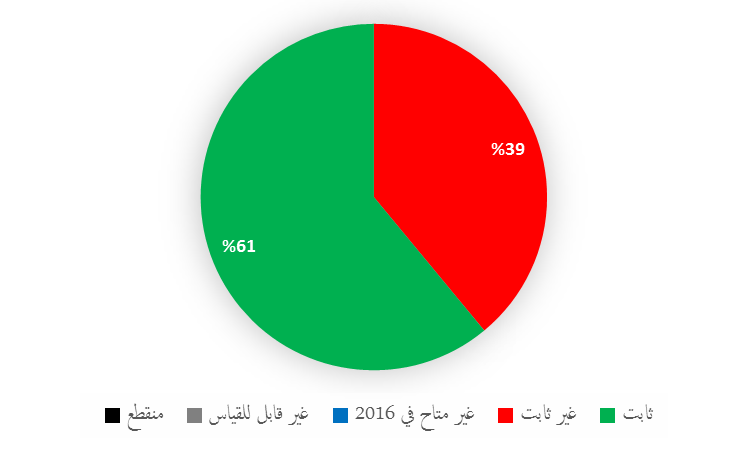 %39
%61
ثابت
غير ثابت
غير متاح في 2016
غير قابل للقياس
منقطع